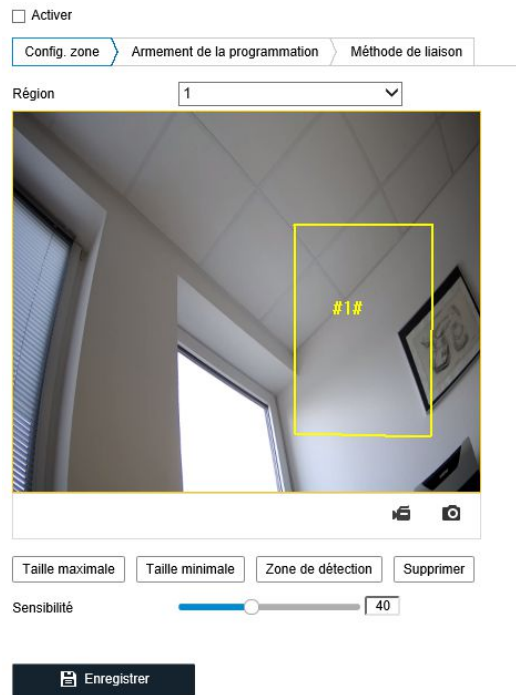 Activer
Config. zone Armement de la programmation Méthode de liaison
Région 1
#1#
Taille maximale Taille minimale Zone de détection Supprimer
Sensibilité 40
Enregistrer